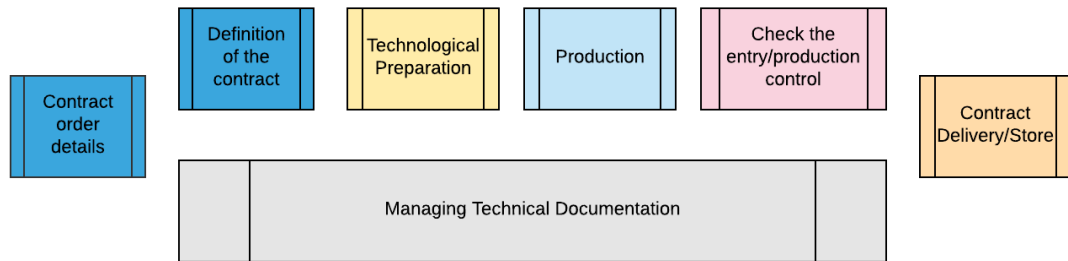 Contract
order
details
Definition
of the
contract
Technological
Preparation
Production
Check the
entry/production
control
Contract
Delivery/Store
Managing Technical Documentation